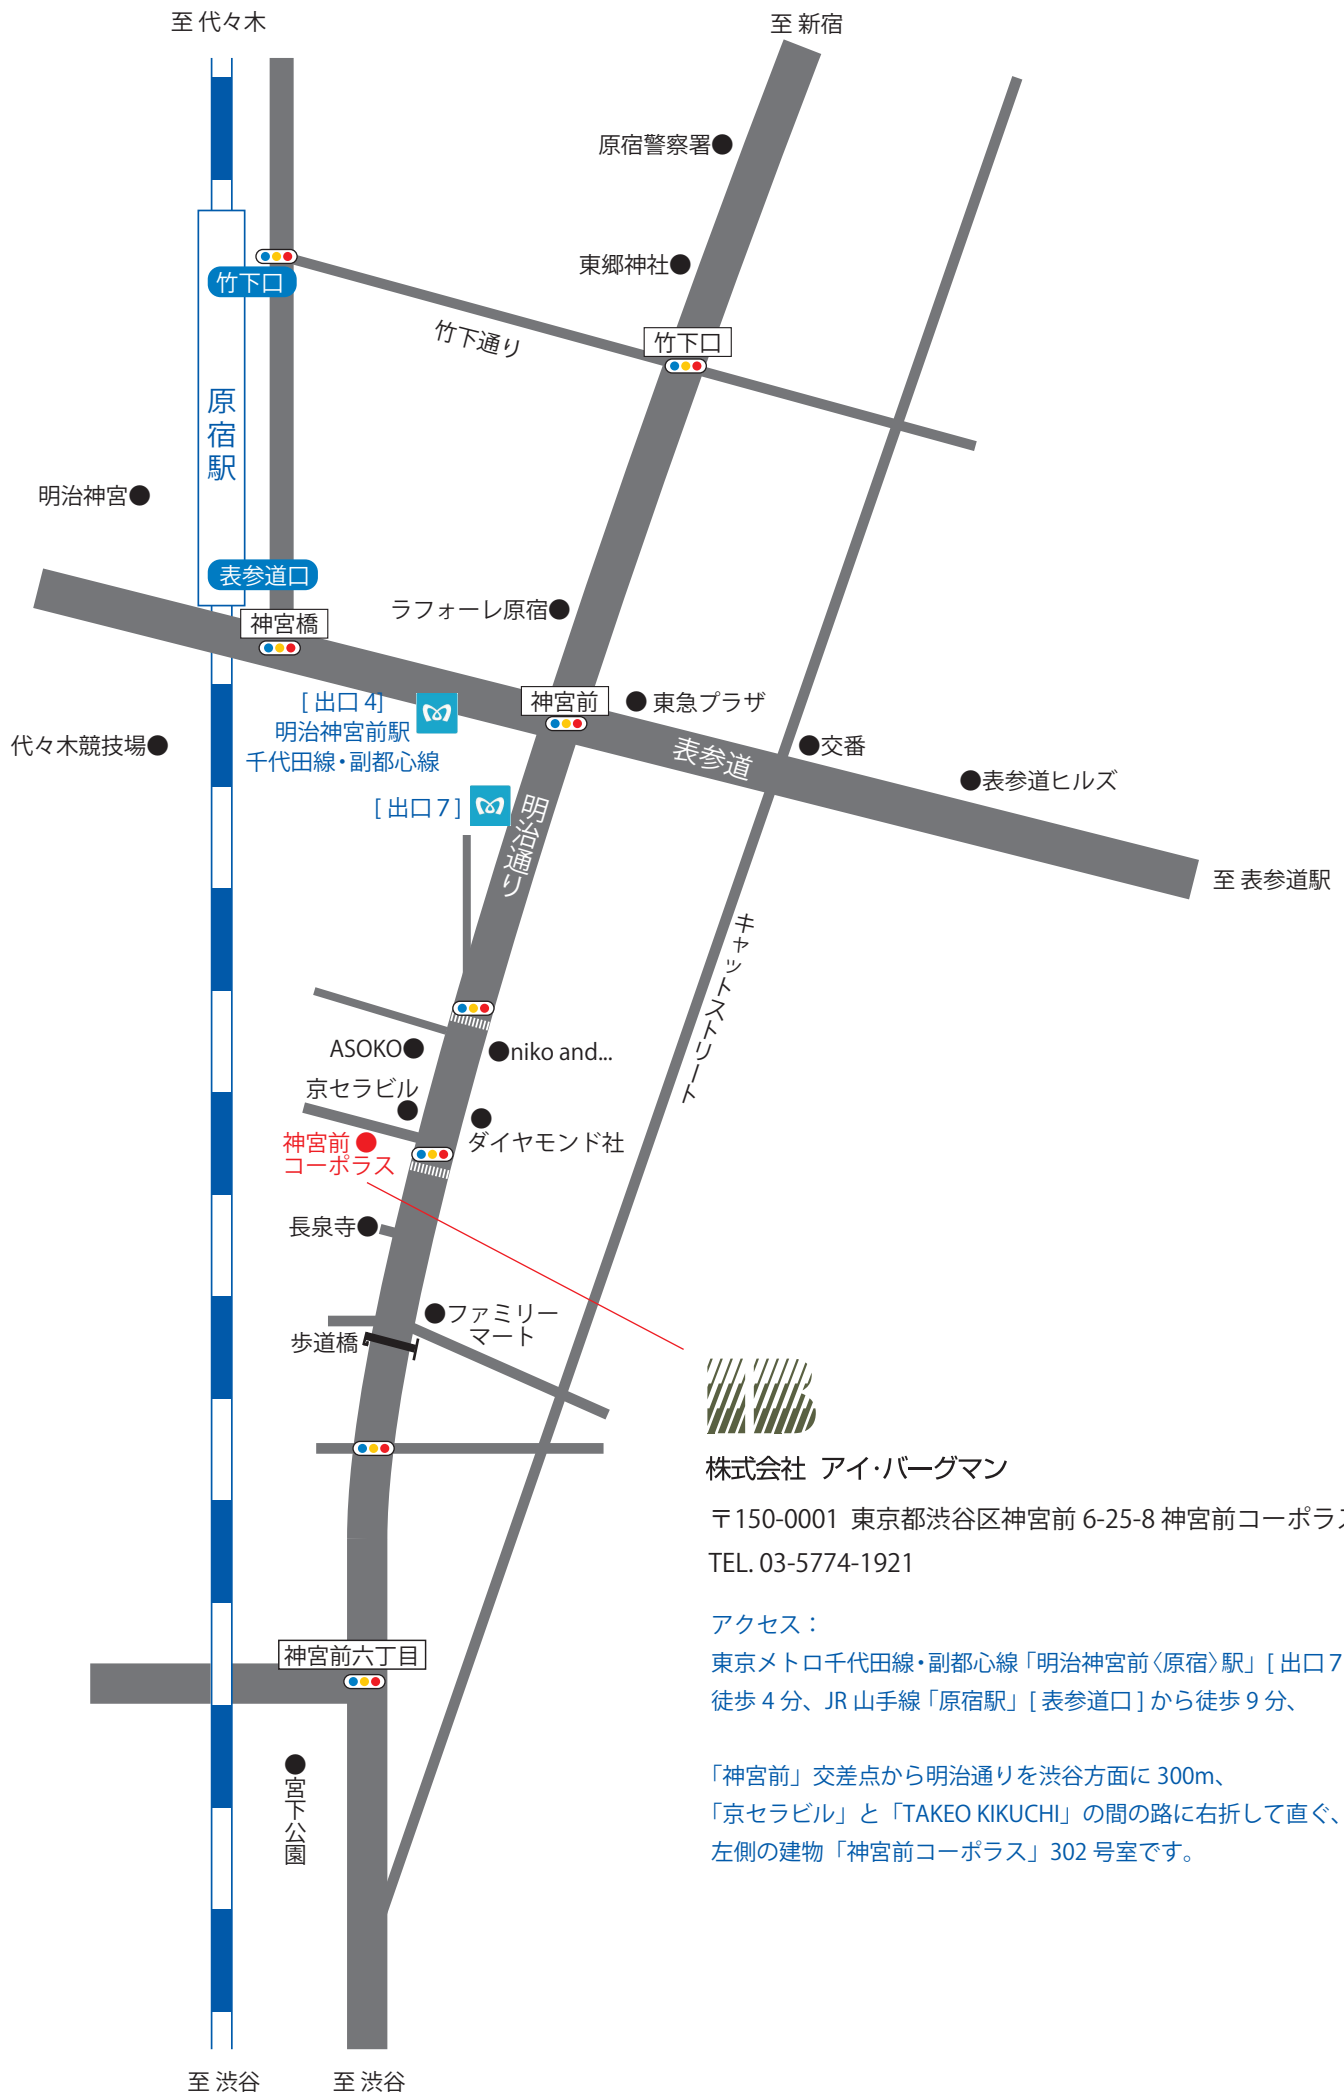 至 代々木
至 新宿
原宿警察署
東郷神社
竹下口
竹下通り
竹下口
原宿駅
明治神宮
表参道口
神宮橋
ラフォーレ原宿
神宮前
東急プラザ
[ 出口 4]
明治神宮前駅
千代田線・副都心線
代々木競技場
表参道
交番
表参道ヒルズ
[ 出口 7 ]
明治通り
至 表参道駅
キャットストリート
ASOKO
niko and...
京セラビル
ダイヤモンド社
神宮前
コーポラス
長泉寺
ファミリー
マート
歩道橋
IB
株式会社 アイ・バーグマン
〒150-0001 東京都渋谷区神宮前 6-25-8 神宮前コーポラ
TEL. 03-5774-1921
アクセス：
東京メトロ千代田線・副都心線「明治神宮前〈原宿〉駅」[ 出口 7
徒歩 4 分、JR 山手線「原宿駅」[ 表参道口 ] から徒歩 9 分、
「神宮前」交差点から明治通りを渋谷方面に 300m、
「京セラビル」と「TAKEO KIKUCHI」の間の路に右折して直ぐ、
左側の建物「神宮前コーポラス」302 号室です。
神宮前六丁目
宮下公園
至 渋谷
至 渋谷